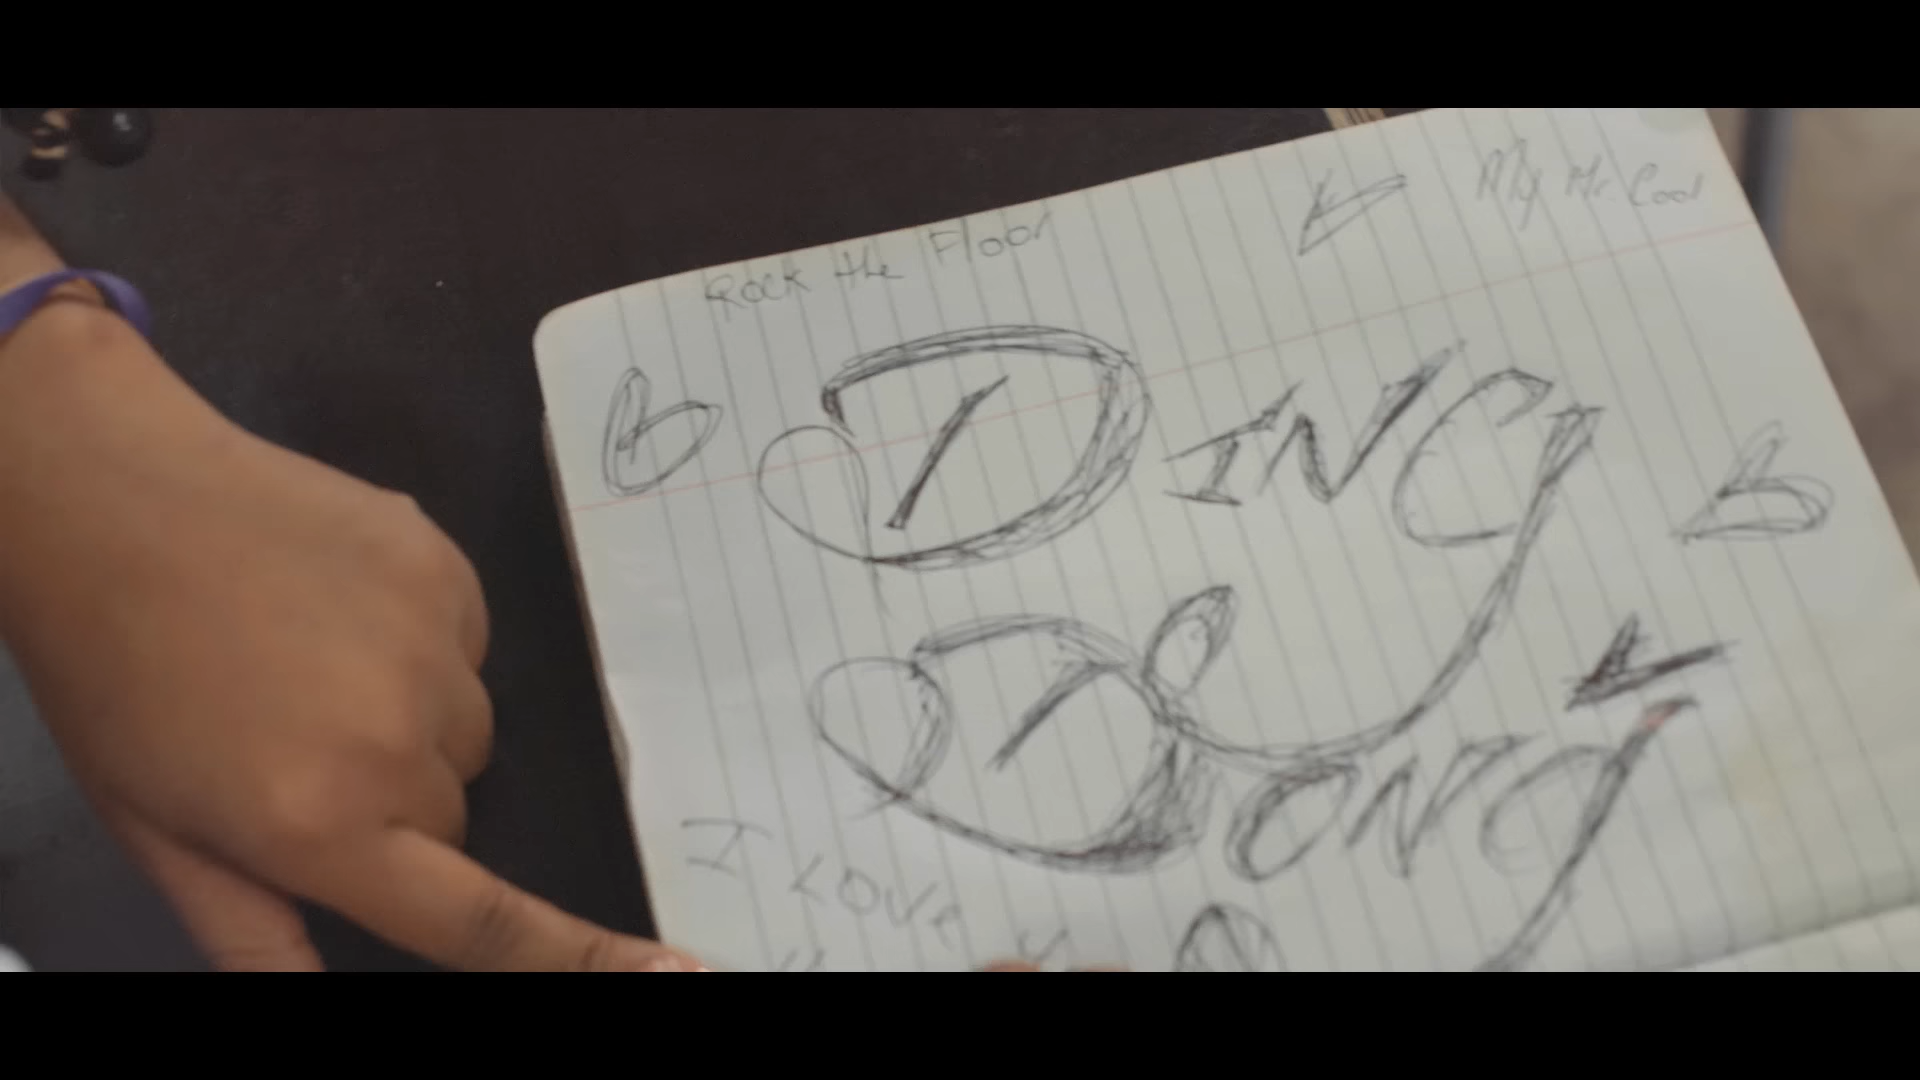 Rock the Floor
My Mr. Cool
B
DING
B
DONG
I Love